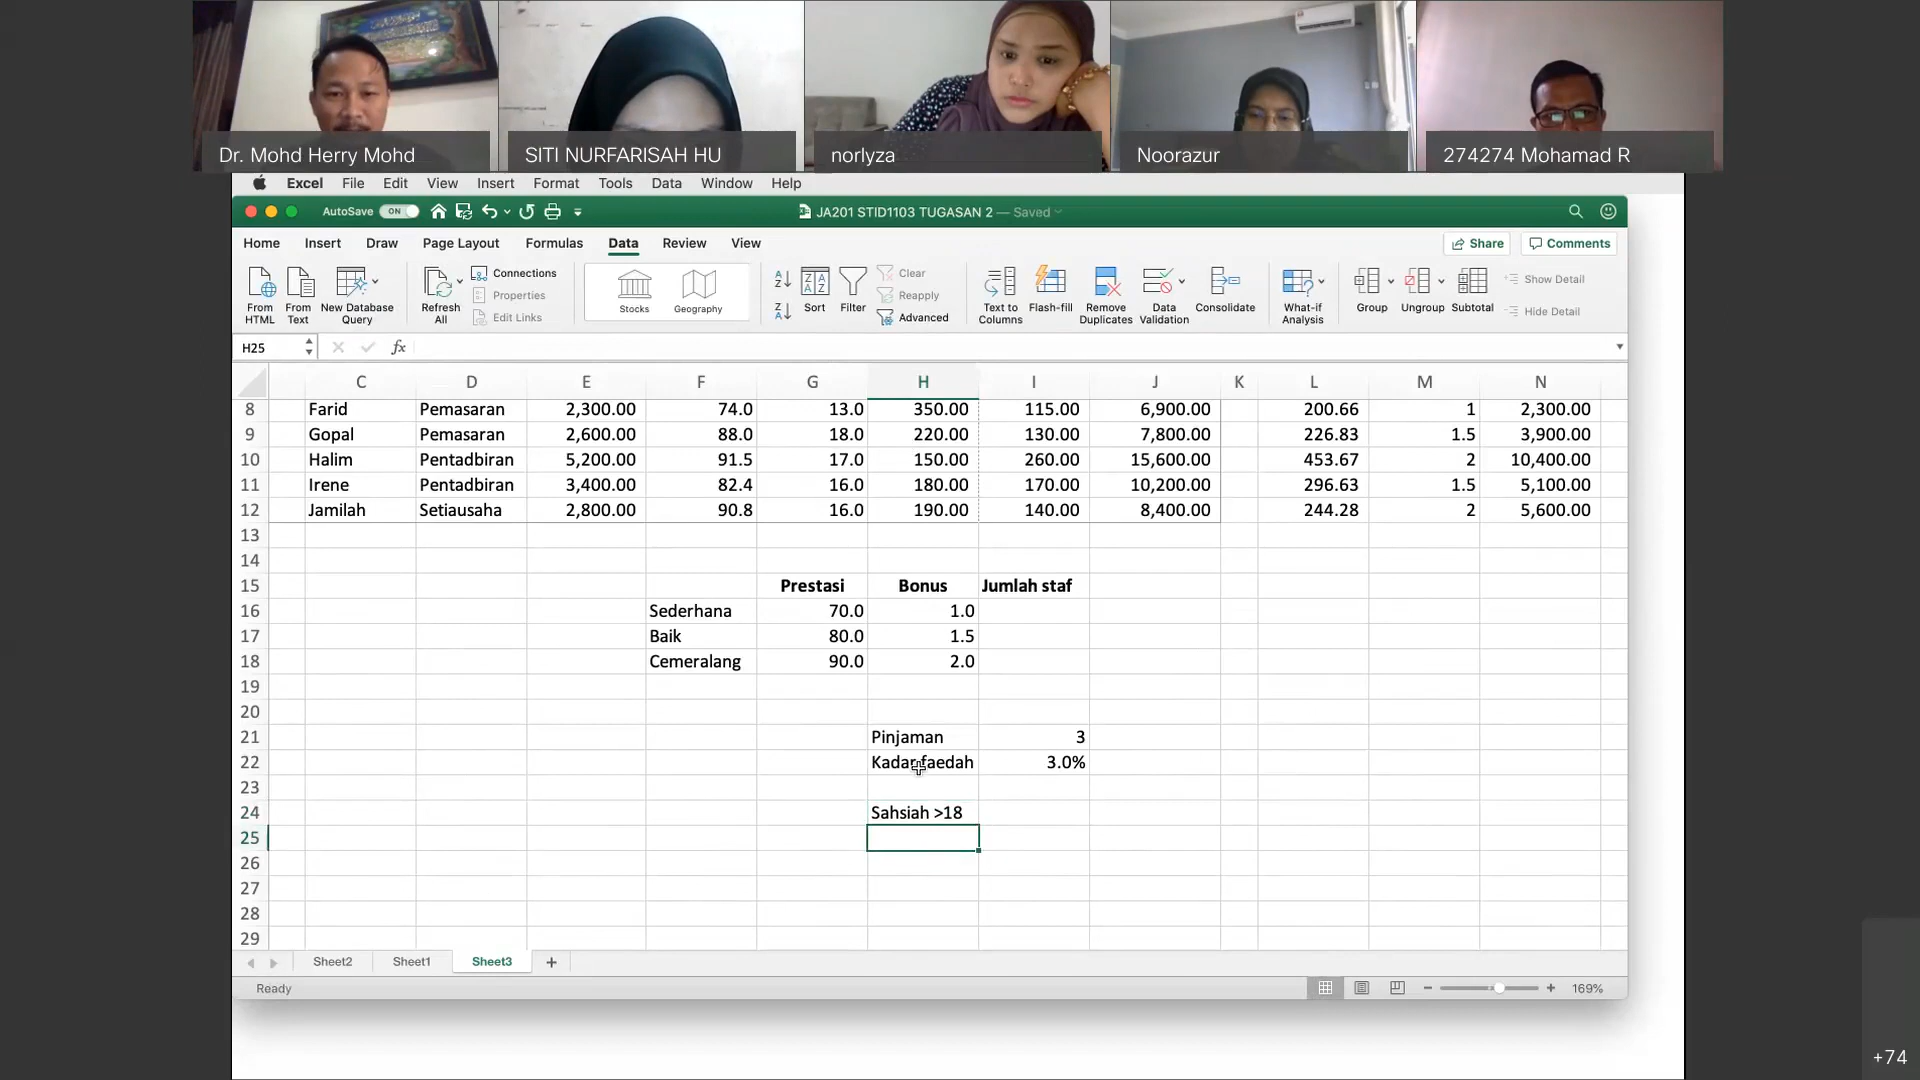 Dr. Mohd Herry Mohd
SITI NURFARISAH HU
norlyza
Noorazur
274274 Mohamad R
Excel File Edit View Insert Format Tools Data Window Help
AutoSave ON JA201 STID1103 TUGASAN 2 — Saved
Home Insert Draw Page Layout Formulas Data Review View Share Comments
From HTML
From Text
New Database Query
Refresh All
Connections
Properties
Edit Links
Stocks
Geography
Sort
Filter
Clear
Reapply
Advanced
Text to Columns
Flash-fill
Remove Duplicates
Data Validation
Consolidate
What-if Analysis
Group
Ungroup
Subtotal
Show Detail
Hide Detail
H25 fx
C D E F G H I J K L M N
8 Farid Pemasaran 2,300.00 74.0 13.0 350.00 115.00 6,900.00 200.66 1 2,300.00
9 Gopal Pemasaran 2,600.00 88.0 18.0 220.00 130.00 7,800.00 226.83 1.5 3,900.00
10 Halim Pentadbiran 5,200.00 91.5 17.0 150.00 260.00 15,600.00 453.67 2 10,400.00
11 Irene Pentadbiran 3,400.00 82.4 16.0 180.00 170.00 10,200.00 296.63 1.5 5,100.00
12 Jamilah Setiausaha 2,800.00 90.8 16.0 190.00 140.00 8,400.00 244.28 2 5,600.00
13
14
15 Prestasi Bonus Jumlah staf
16 Sederhana 70.0 1.0
17 Baik 80.0 1.5
18 Cemeralang 90.0 2.0
19
20
21 Pinjaman 3
22 Kadar faedah 3.0%
23
24 Sahsiah >18
25
26
27
28
29
Sheet2 Sheet1 Sheet3 +
Ready 169%
+74